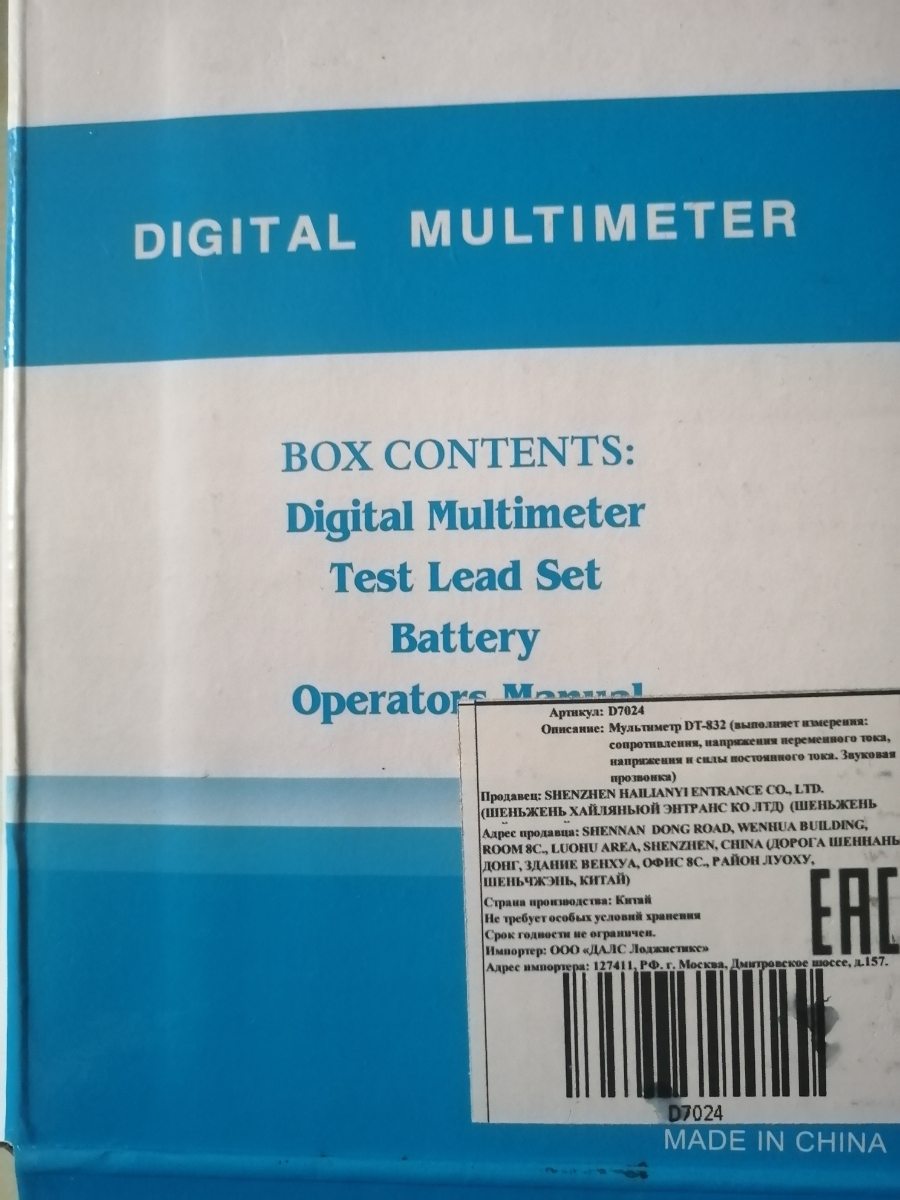 DIGITAL MULTIMETER
BOX CONTENTS:
Digital Multimeter
Test Lead Set
Battery
Operators Manual
Артикул: D7024
Описание: Мультиметр DT-832 (выполняет измерения:
сопротивления, напряжения переменного тока,
напряжения и силы постоянного тока. Звуковая
прозвонка)
Продавец: SHENZHEN HAILIANYI ENTRANCE CO., LTD.
(ШЕНЬЖЕНЬ ХАЙЛЯНЬЮЙ ЭНТРАНС КО ЛТД) (ШЕНЬЖЕНЬ
Адрес продавца: SHENNAN DONG ROAD, WENHUA BUILDING,
ROOM 8C., LUOHU AREA, SHENZHEN, CHINA (ДОРОГА ШЕННАНЬ
ДОНГ, ЗДАНИЕ ВЕНХУА, ОФИС 8С., РАЙОН ЛУОХУ,
ШЕНЬЧЖЭНЬ, КИТАЙ)
Страна производства: Китай
Не требует особых условий хранения
Срок годности не ограничен.
Импортер: ООО «ДАЛС Лоджистикс»
Адрес импортера: 127411, РФ, г. Москва, Дмитровское шоссе, д.157.
EAC
D7024
MADE IN CHINA